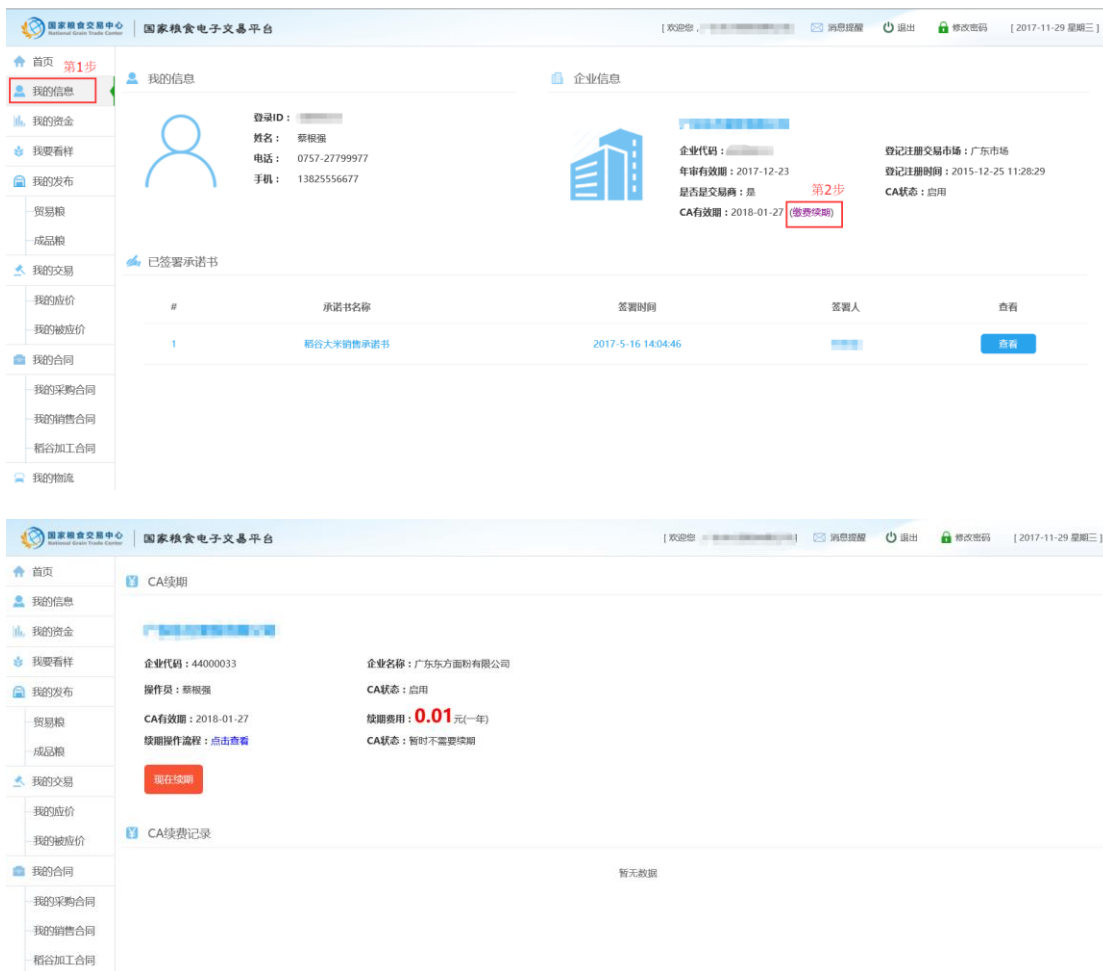 国家粮食交易中心 国家粮食电子交易平台 [ 欢迎您 , 消息提醒 退出 修改密码 [ 2017-11-29 星期三 ]
National Grain Trade Center
首页 第1步
我的信息 我的信息 企业信息
我的资金
我要看样
我的发布
贸易粮
成品粮
我的交易
我的应价
我的被应价
我的合同
我的采购合同
我的销售合同
稻谷加工合同
我的物流
登录ID：
姓名： 蔡根强
电话： 0757-27799977
手机： 13825556677
企业代码： 登记注册交易市场：广东市场
年审有效期：2017-12-23 登记注册时间：2015-12-25 11:28:29
是否是交易商：是 第2步 CA状态：启用
CA有效期：2018-01-27 (缴费续期)
已签署承诺书
# 承诺书名称 签署时间 签署人 查看
1 稻谷大米销售承诺书 2017-5-16 14:04:46 查看
国家粮食交易中心 国家粮食电子交易平台 [ 欢迎您 ] 消息提醒 退出 修改密码 [ 2017-11-29 星期三 ]
National Grain Trade Center
首页
我的信息
我的资金
我要看样
我的发布
贸易粮
成品粮
我的交易
我的应价
我的被应价
我的合同
我的采购合同
我的销售合同
稻谷加工合同
CA续期
企业代码：44000033 企业名称：广东东方面粉有限公司
操作员：蔡根强 CA状态：启用
CA有效期：2018-01-27 续期费用：0.01元(一年)
续期操作流程：点击查看 CA状态：暂时不需要续期
现在续期
CA续费记录
暂无数据